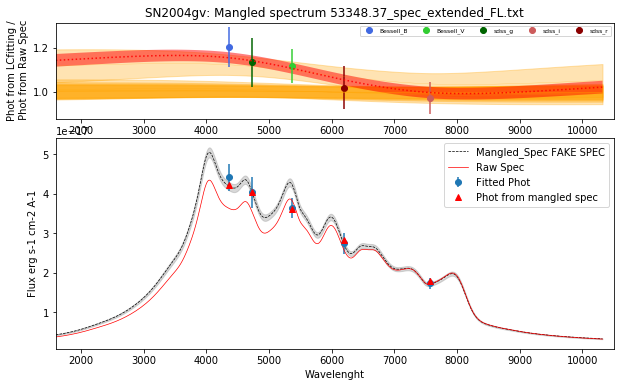 SN2004gv: Mangled spectrum 53348.37_spec_extended_FL.txt
Phot from LCfitting /
Phot from Raw Spec
1.2
1.0
Bessell_B
Bessell_V
sdss_g
sdss_i
sdss_r
2000 3000 4000 5000 6000 7000 8000 9000 10000
1e-17
Flux erg s-1 cm-2 A-1
5
4
3
2
1
Mangled_Spec FAKE SPEC
Raw Spec
Fitted Phot
Phot from mangled spec
2000 3000 4000 5000 6000 7000 8000 9000 10000
Wavelenght